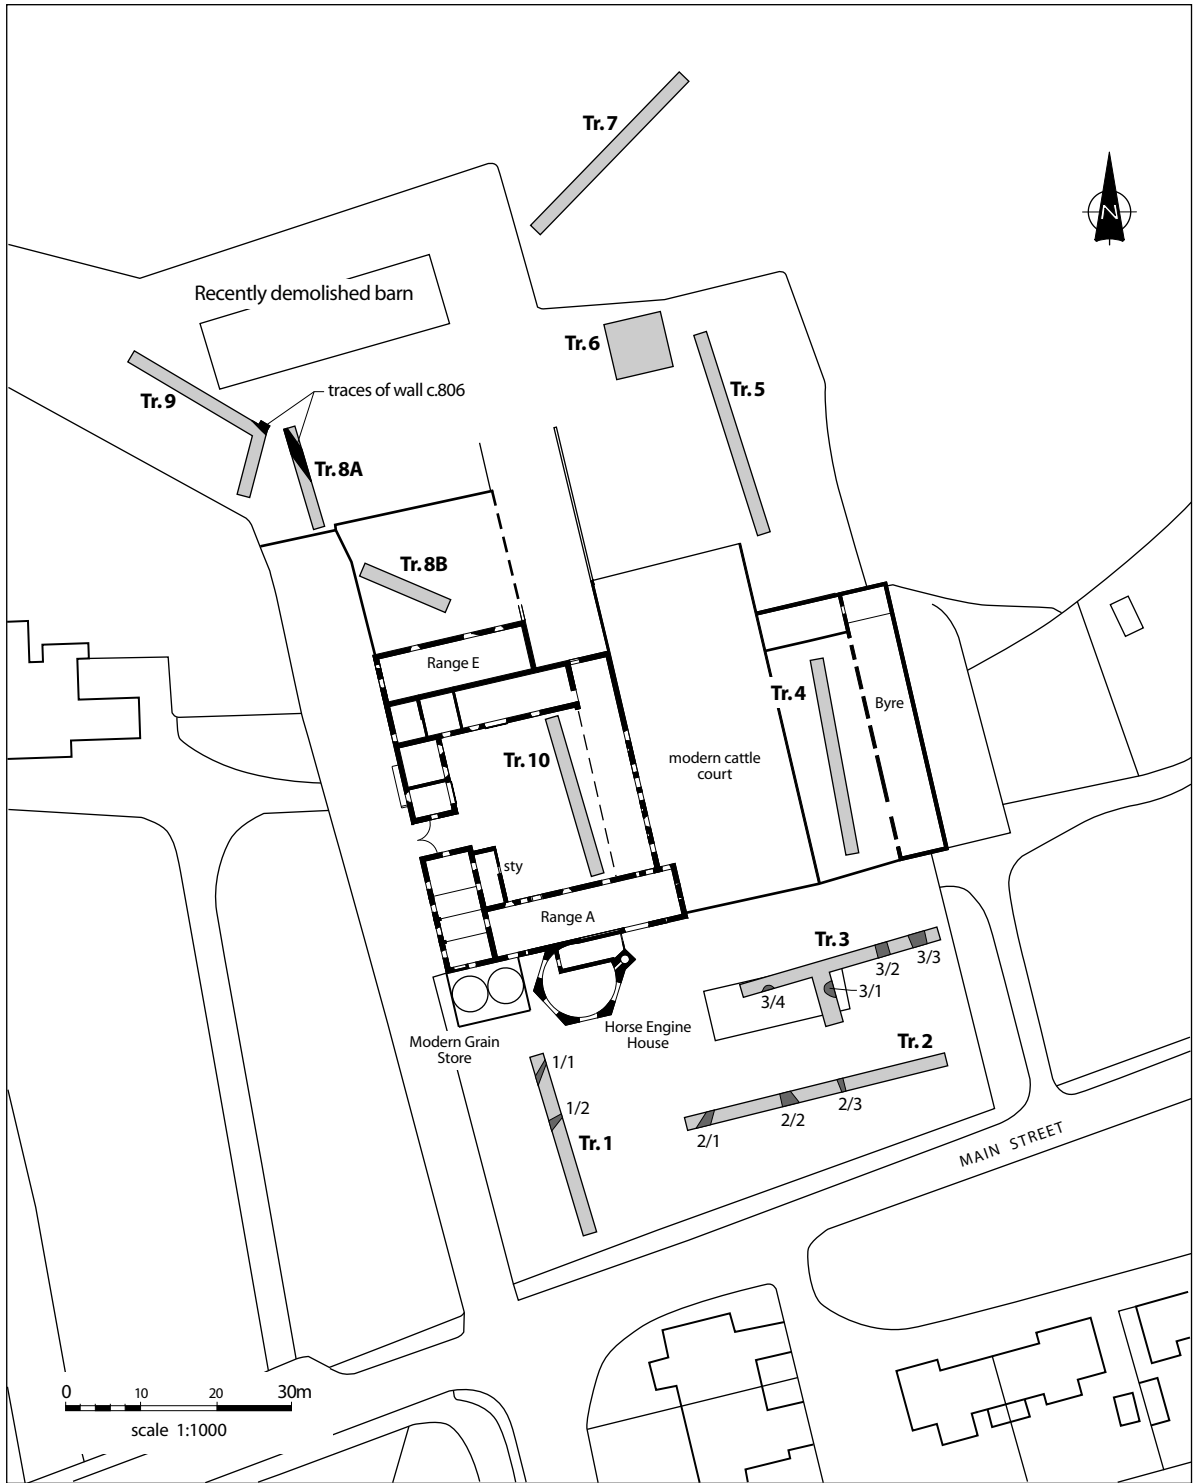 Tr. 7
N
Recently demolished barn
Tr. 6
Tr. 5
Tr. 9
traces of wall c.806
Tr. 8A
Tr. 8B
Range E
Tr. 4
Byre
Tr. 10
modern cattle
court
sty
Range A
Tr. 3
3/2
3/3
3/4
3/1
Modern Grain
Store
Horse Engine
House
Tr. 2
1/1
1/2
Tr. 1
2/1
2/2
2/3
MAIN STREET
0 10 20 30m
scale 1:1000